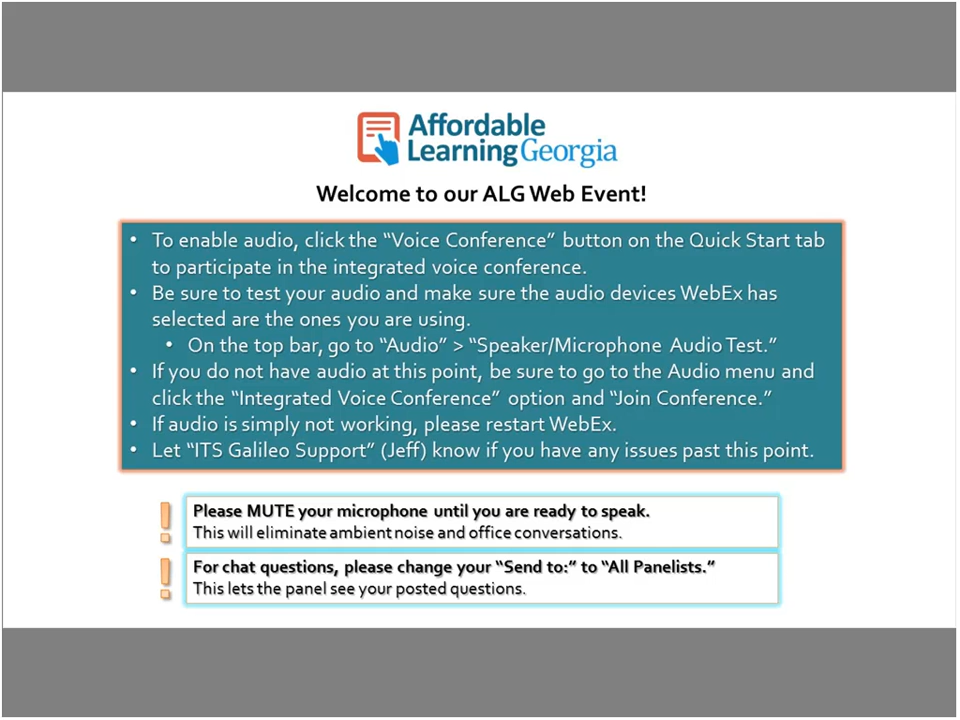 Affordable
Learning Georgia
Welcome to our ALG Web Event!
• To enable audio, click the “Voice Conference” button on the Quick Start tab
to participate in the integrated voice conference.
• Be sure to test your audio and make sure the audio devices WebEx has
selected are the ones you are using.
• On the top bar, go to “Audio” > “Speaker/Microphone Audio Test.”
• If you do not have audio at this point, be sure to go to the Audio menu and
click the “Integrated Voice Conference” option and “Join Conference.”
• If audio is simply not working, please restart WebEx.
• Let “ITS Galileo Support” (Jeff) know if you have any issues past this point.
! Please MUTE your microphone until you are ready to speak.
This will eliminate ambient noise and office conversations.
! For chat questions, please change your “Send to:” to “All Panelists.”
This lets the panel see your posted questions.